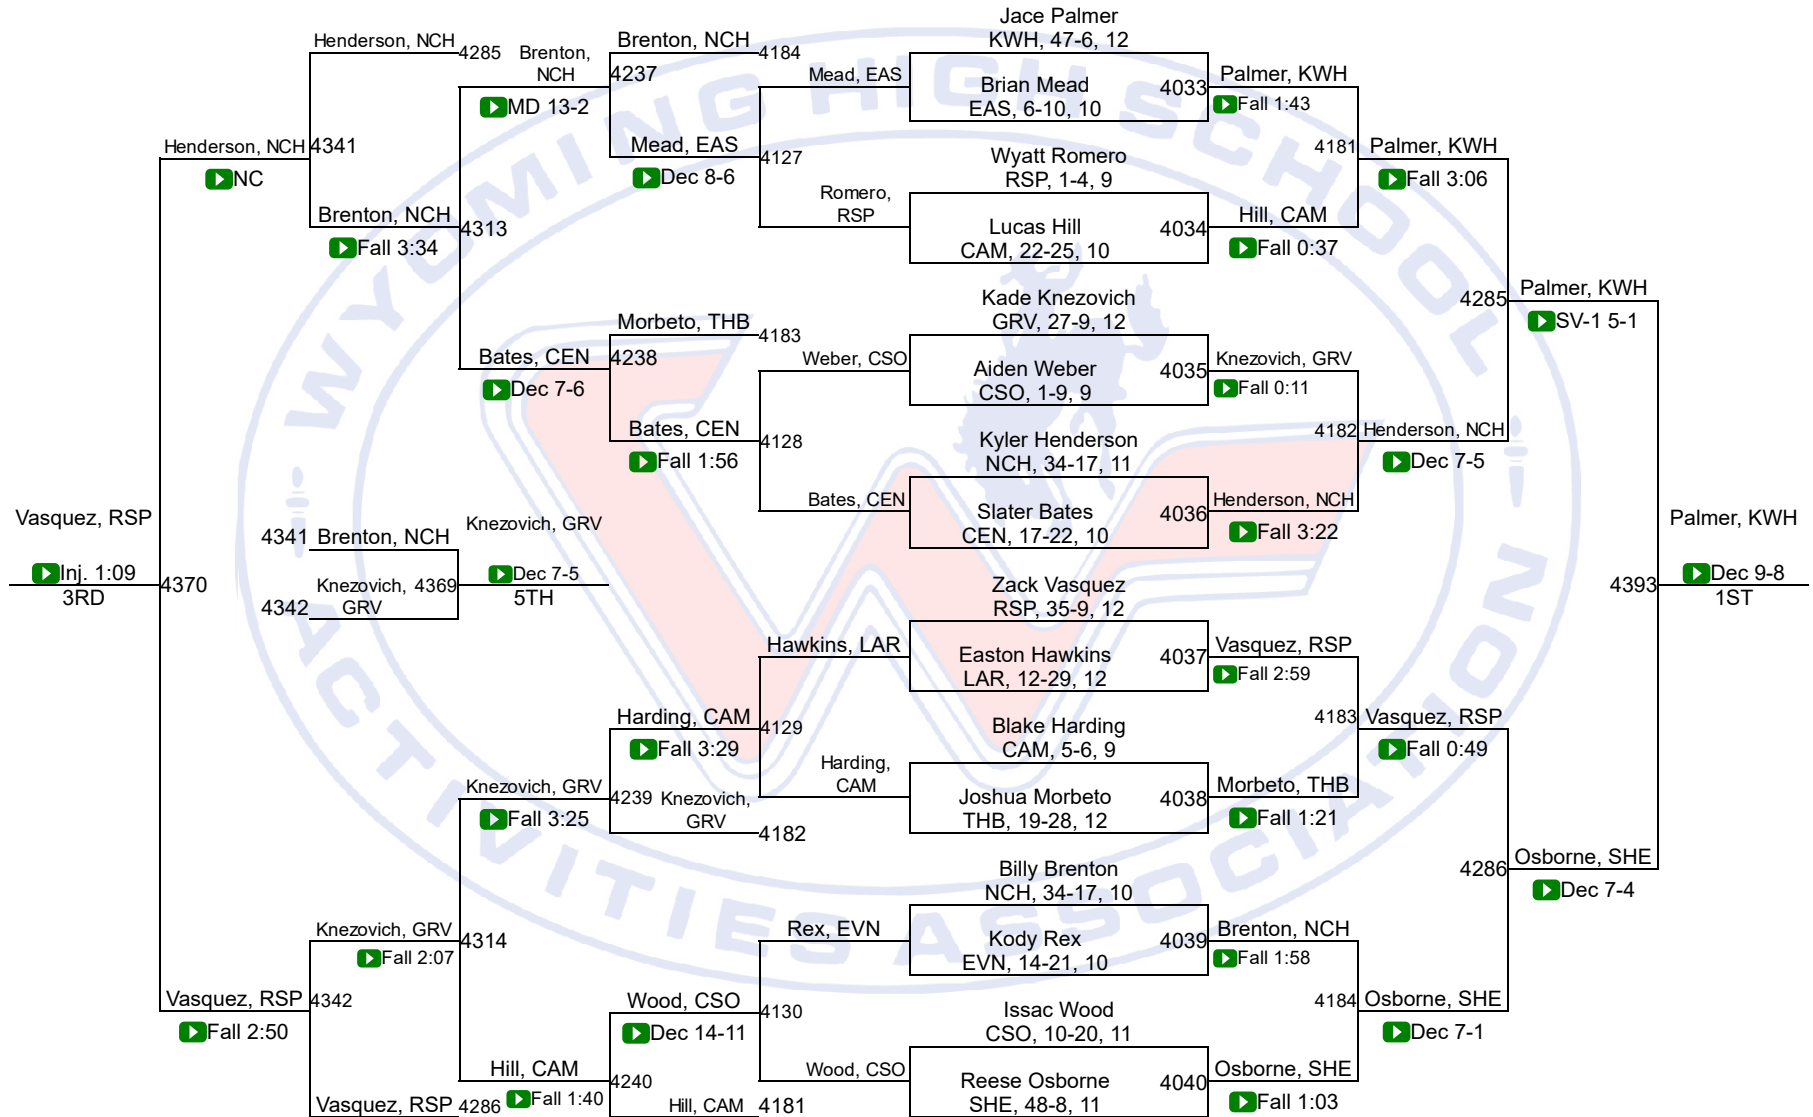 Jace Palmer
KWH, 47-6, 12
Henderson, NCH
4285
Brenton,
NCH
Brenton, NCH
4184
4237
MD 13-2
Mead, EAS
Brian Mead
EAS, 6-10, 10
4033
Palmer, KWH
Fall 1:43
Henderson, NCH
4341
NC
Mead, EAS
4127
Dec 8-6
Wyatt Romero
RSP, 1-4, 9
4181
Palmer, KWH
Fall 3:06
Romero,
RSP
Brenton, NCH
4313
Fall 3:34
Lucas Hill
CAM, 22-25, 10
4034
Hill, CAM
Fall 0:37
Kade Knezovich
GRV, 27-9, 12
4285
Palmer, KWH
SV-1 5-1
Morbeto, THB
4183
Bates, CEN
4238
Dec 7-6
Weber, CSO
Aiden Weber
CSO, 1-9, 9
4035
Knezovich, GRV
Fall 0:11
Bates, CEN
4128
Fall 1:56
Kyler Henderson
NCH, 34-17, 11
4182
Henderson, NCH
Dec 7-5
Bates, CEN
Slater Bates
CEN, 17-22, 10
4036
Henderson, NCH
Fall 3:22
Vasquez, RSP
Inj. 1:09
3RD
4370
4341
Brenton, NCH
Knezovich, GRV
Knezovich,
GRV
4369
Dec 7-5
5TH
4342
Zack Vasquez
RSP, 35-9, 12
4393
Palmer, KWH
Dec 9-8
1ST
Hawkins, LAR
Easton Hawkins
LAR, 12-29, 12
4037
Vasquez, RSP
Fall 2:59
Harding, CAM
4129
Fall 3:29
Blake Harding
CAM, 5-6, 9
4183
Vasquez, RSP
Fall 0:49
Harding,
CAM
Knezovich, GRV
4239
Fall 3:25
Knezovich,
GRV
4182
Joshua Morbeto
THB, 19-28, 12
4038
Morbeto, THB
Fall 1:21
Billy Brenton
NCH, 34-17, 10
4286
Osborne, SHE
Dec 7-4
Knezovich, GRV
4314
Fall 2:07
Rex, EVN
Kody Rex
EVN, 14-21, 10
4039
Brenton, NCH
Fall 1:58
Vasquez, RSP
4342
Fall 2:50
Wood, CSO
4130
Dec 14-11
Issac Wood
CSO, 10-20, 11
4184
Osborne, SHE
Dec 7-1
Hill, CAM
4240
Fall 1:40
Wood, CSO
Reese Osborne
SHE, 48-8, 11
4040
Osborne, SHE
Fall 1:03
Vasquez, RSP
4286
Hill, CAM
4181
WYOMING HIGH SCHOOL
ACTIVITIES ASSOCIATION